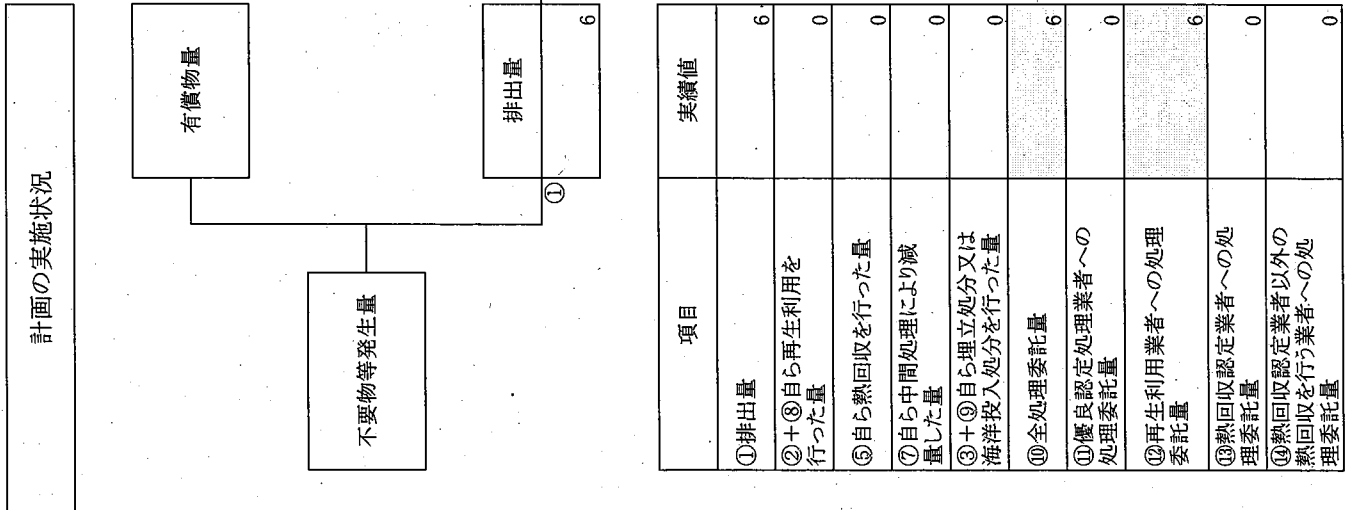 計画の実施状況
有償物量
不要物等発生量
①
排出量
6
項目
実績値
①排出量
6
②+⑧自ら再生利用を
行った量
0
⑤自ら熱回収を行った量
0
⑦自ら中間処理により減
量した量
0
③+⑨自ら埋立処分又は
海洋投入処分を行った量
0
⑩全処理委託量
6
⑪優良認定処理業者への
処理委託量
0
⑫再生利用業者への処理
委託量
6
⑬熱回収認定業者への処
理委託量
0
⑭熱回収認定業者以外の
熱回収を行う業者への処
理委託量
0